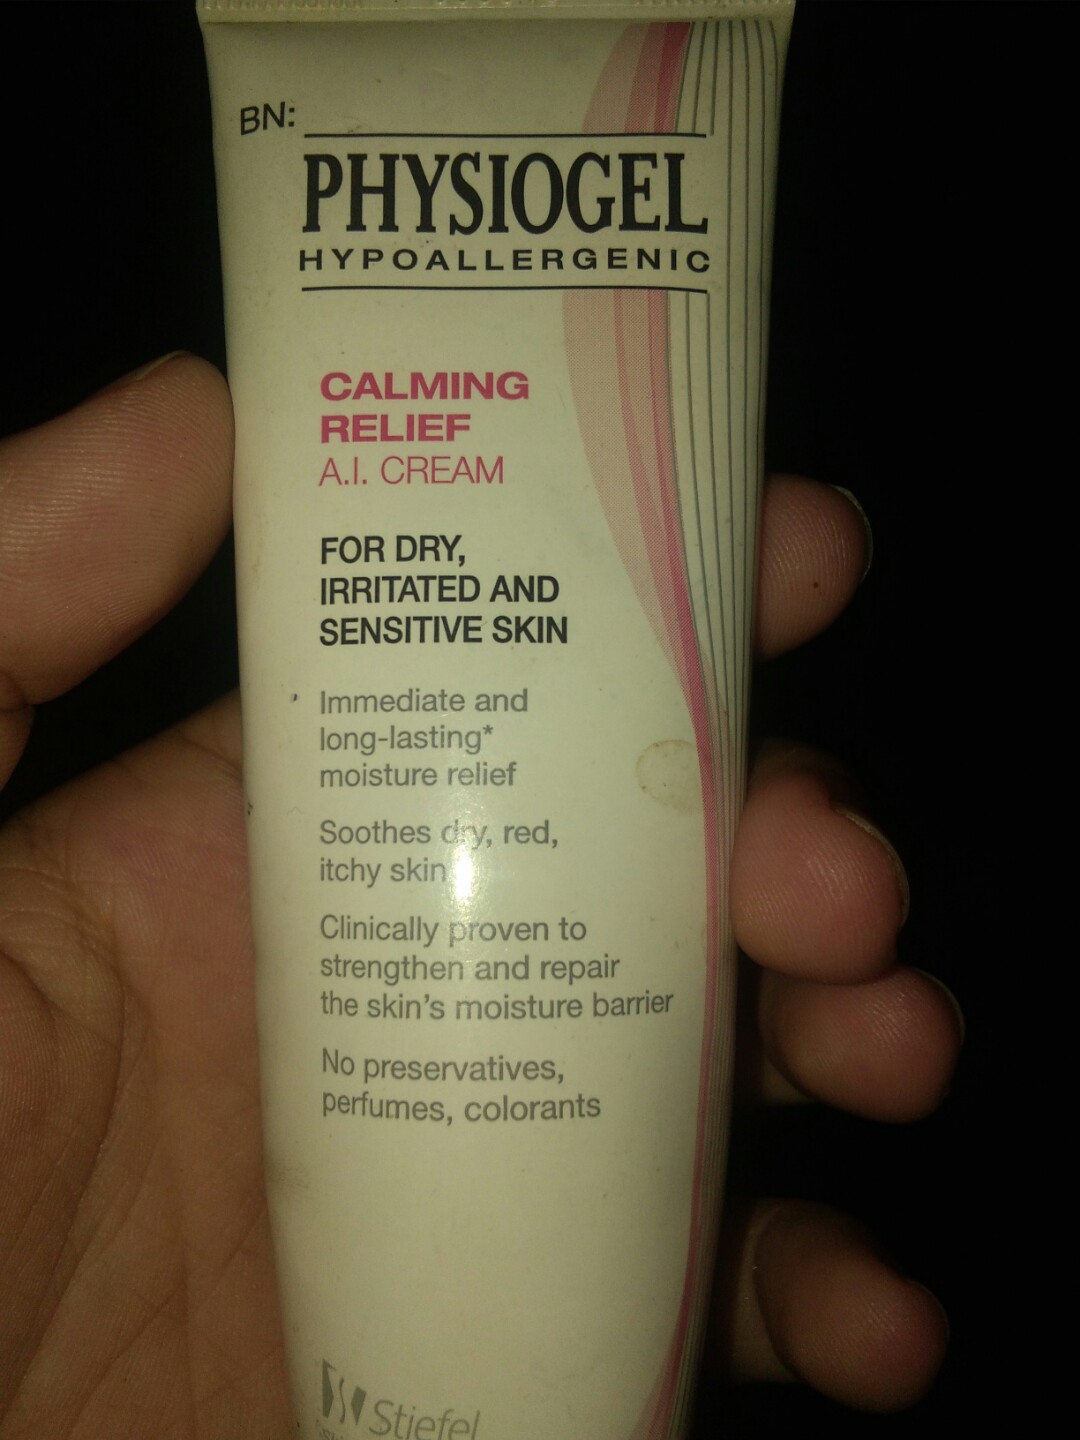 BN:
PHYSIOGEL
HYPOALLERGENIC
CALMING
RELIEF
A.I. CREAM
FOR DRY,
IRRITATED AND
SENSITIVE SKIN
Immediate and
long-lasting*
moisture relief
Soothes dry, red,
itchy skin
Clinically proven to
strengthen and repair
the skin's moisture barrier
No preservatives,
perfumes, colorants
Stiefel